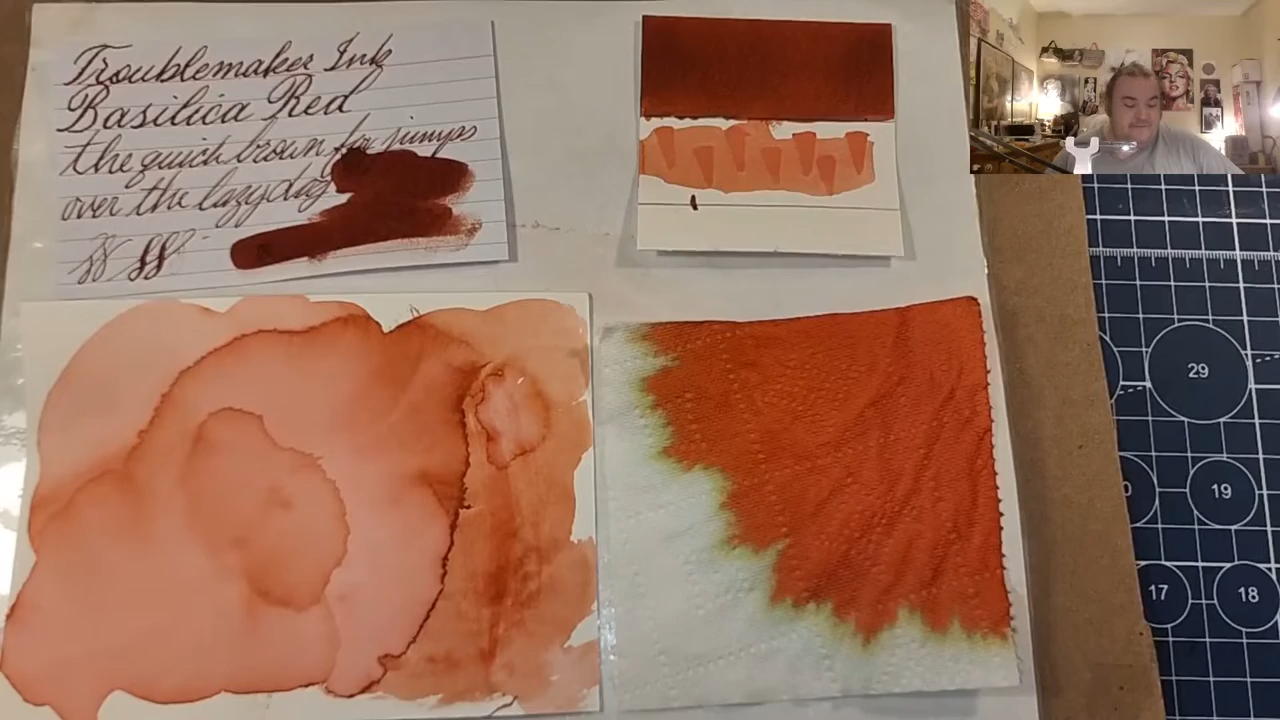 Troublemaker Ink
Basilica Red
the quick brown fox jumps
over the lazy dog
29
19
17
18